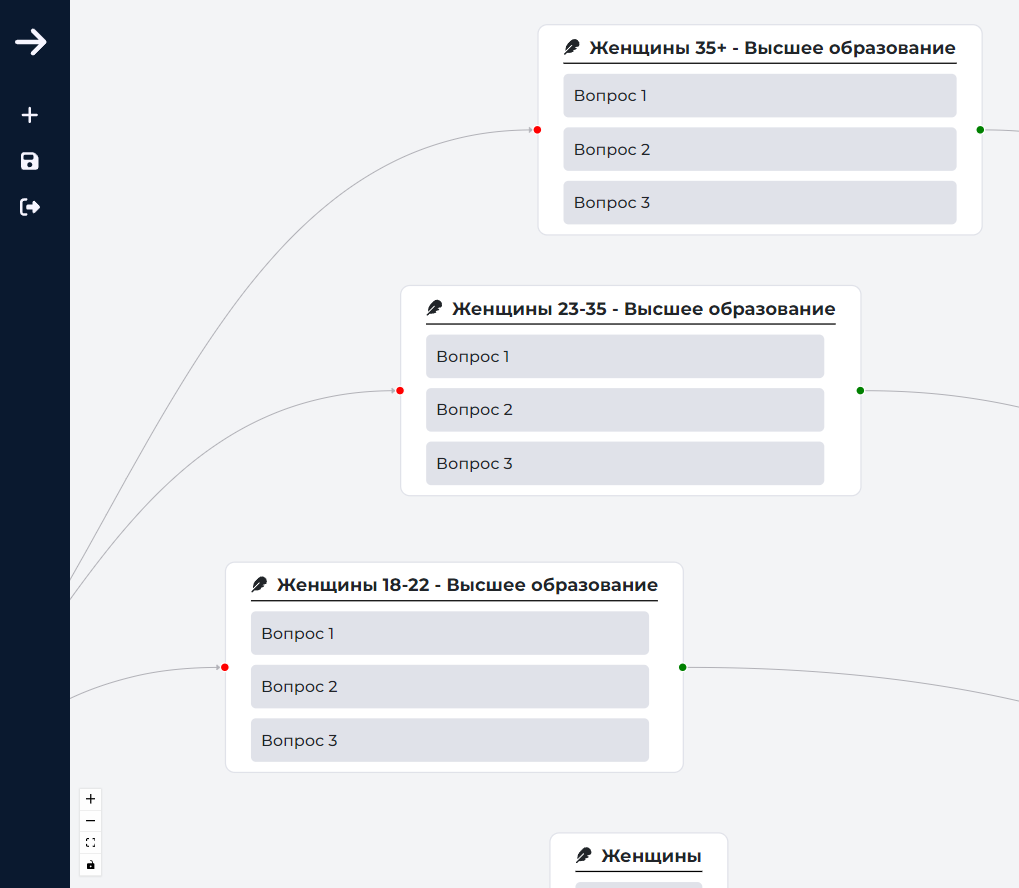 Женщины 35+ - Высшее образование
Вопрос 1
Вопрос 2
Вопрос 3
Женщины 23-35 - Высшее образование
Вопрос 1
Вопрос 2
Вопрос 3
Женщины 18-22 - Высшее образование
Вопрос 1
Вопрос 2
Вопрос 3
Женщины